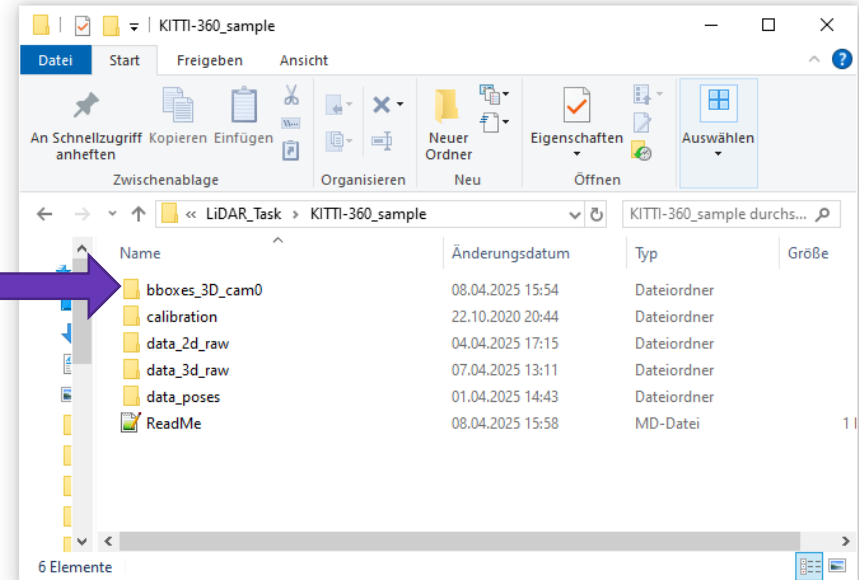 KITTI-360_sample
Datei Start Freigeben Ansicht
An Schnellzugriff anheften
Kopieren
Einfügen
Neuer Ordner
Eigenschaften
Auswählen
Zwischenablage Organisieren Neu Öffnen
« LiDAR_Task > KITTI-360_sample
KITTI-360_sample durchs...
Name Änderungsdatum Typ Größe
bboxes_3D_cam0 08.04.2025 15:54 Dateiordner
calibration 22.10.2020 20:44 Dateiordner
data_2d_raw 04.04.2025 17:15 Dateiordner
data_3d_raw 07.04.2025 13:11 Dateiordner
data_poses 01.04.2025 14:43 Dateiordner
ReadMe 08.04.2025 15:58 MD-Datei 1
6 Elemente